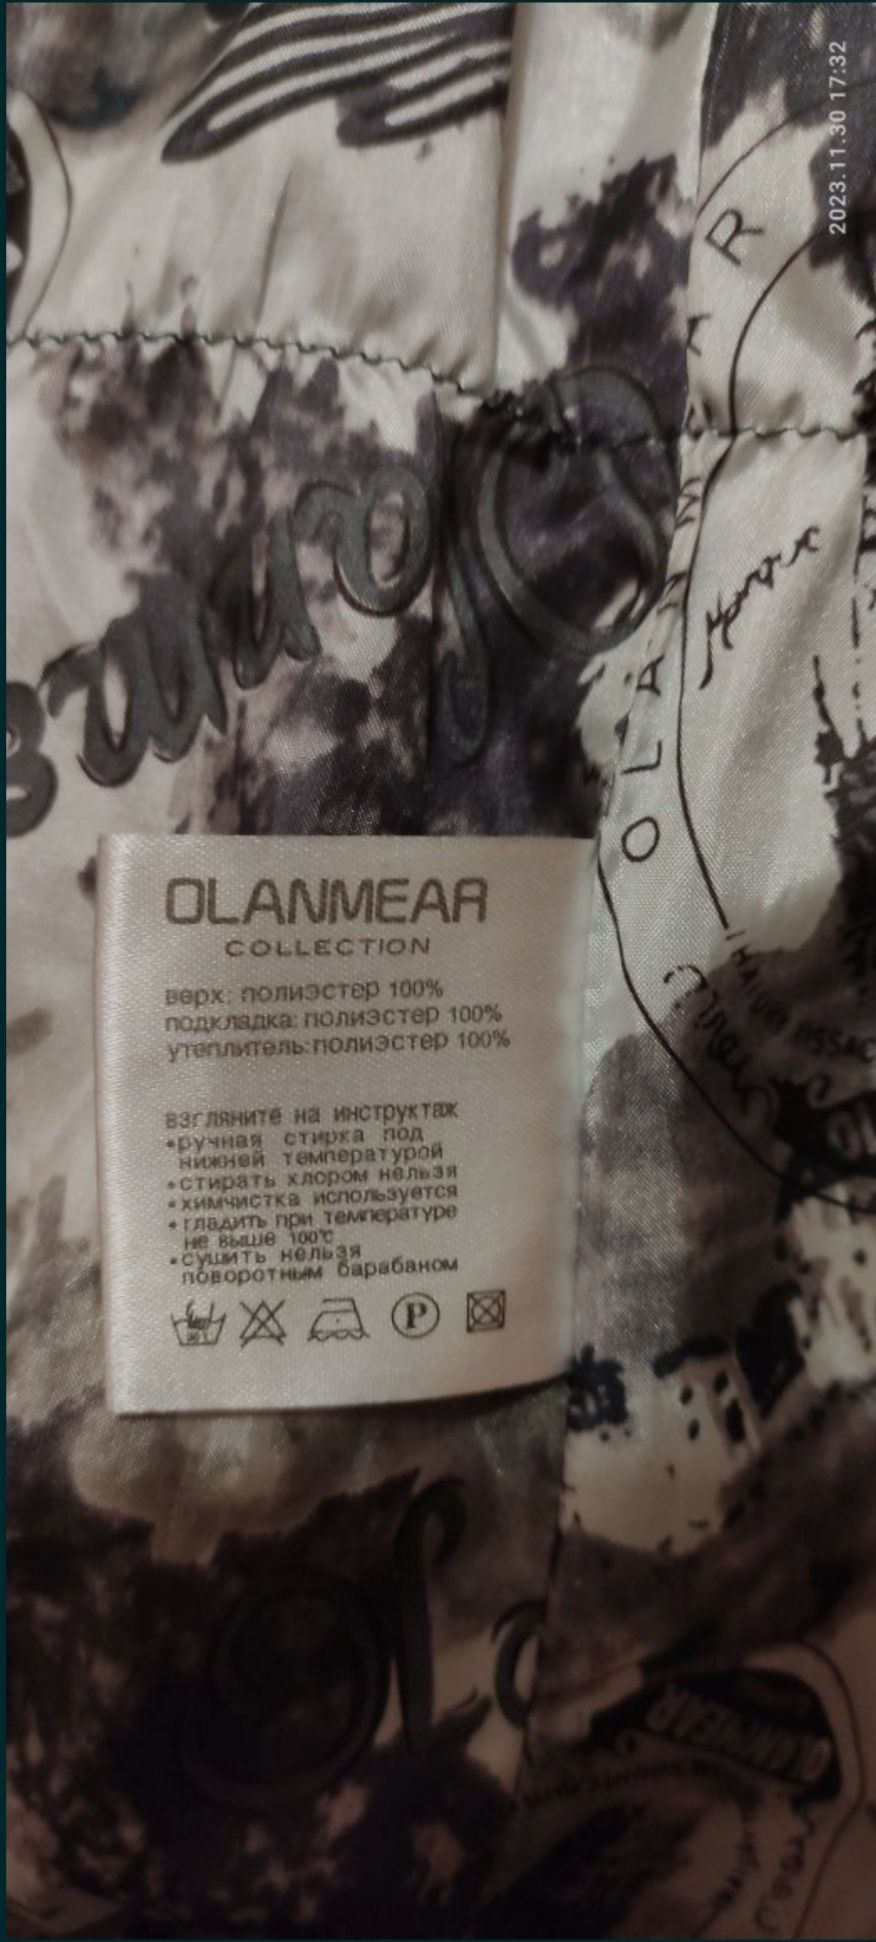 2023.11.30 17:32
OLANMEAR
OLANMEAR
COLLECTION
верх: полиэстер 100%
подкладка: полиэстер 100%
утеплитель:полиэстер 100%
взгляните на инструктаж
•ручная стирка под
нижней температурой
•стирать хлором нельзя
•химчистка используется
•гладить при температуре
не выше 100℃
•сушить нельзя
поворотным барабаном
P
OLANMEAR